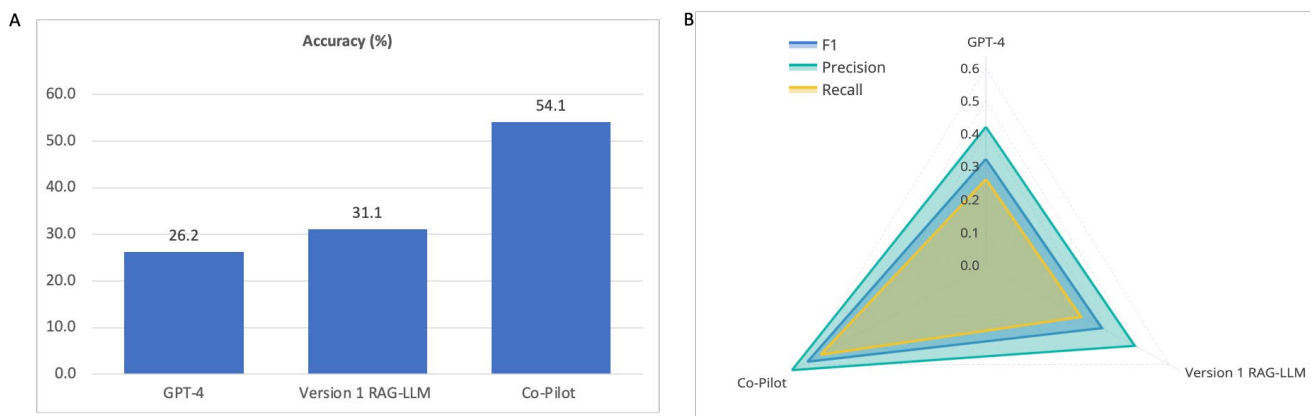 A
Accuracy (%)
60.0
50.0
40.0
30.0
20.0
10.0
0.0
26.2
31.1
54.1
GPT-4
Version 1 RAG-LLM
Co-Pilot
B
F1
Precision
Recall
GPT-4
0.6
0.5
0.4
0.3
0.2
0.1
0.0
Co-Pilot
Version 1 RAG-LLM